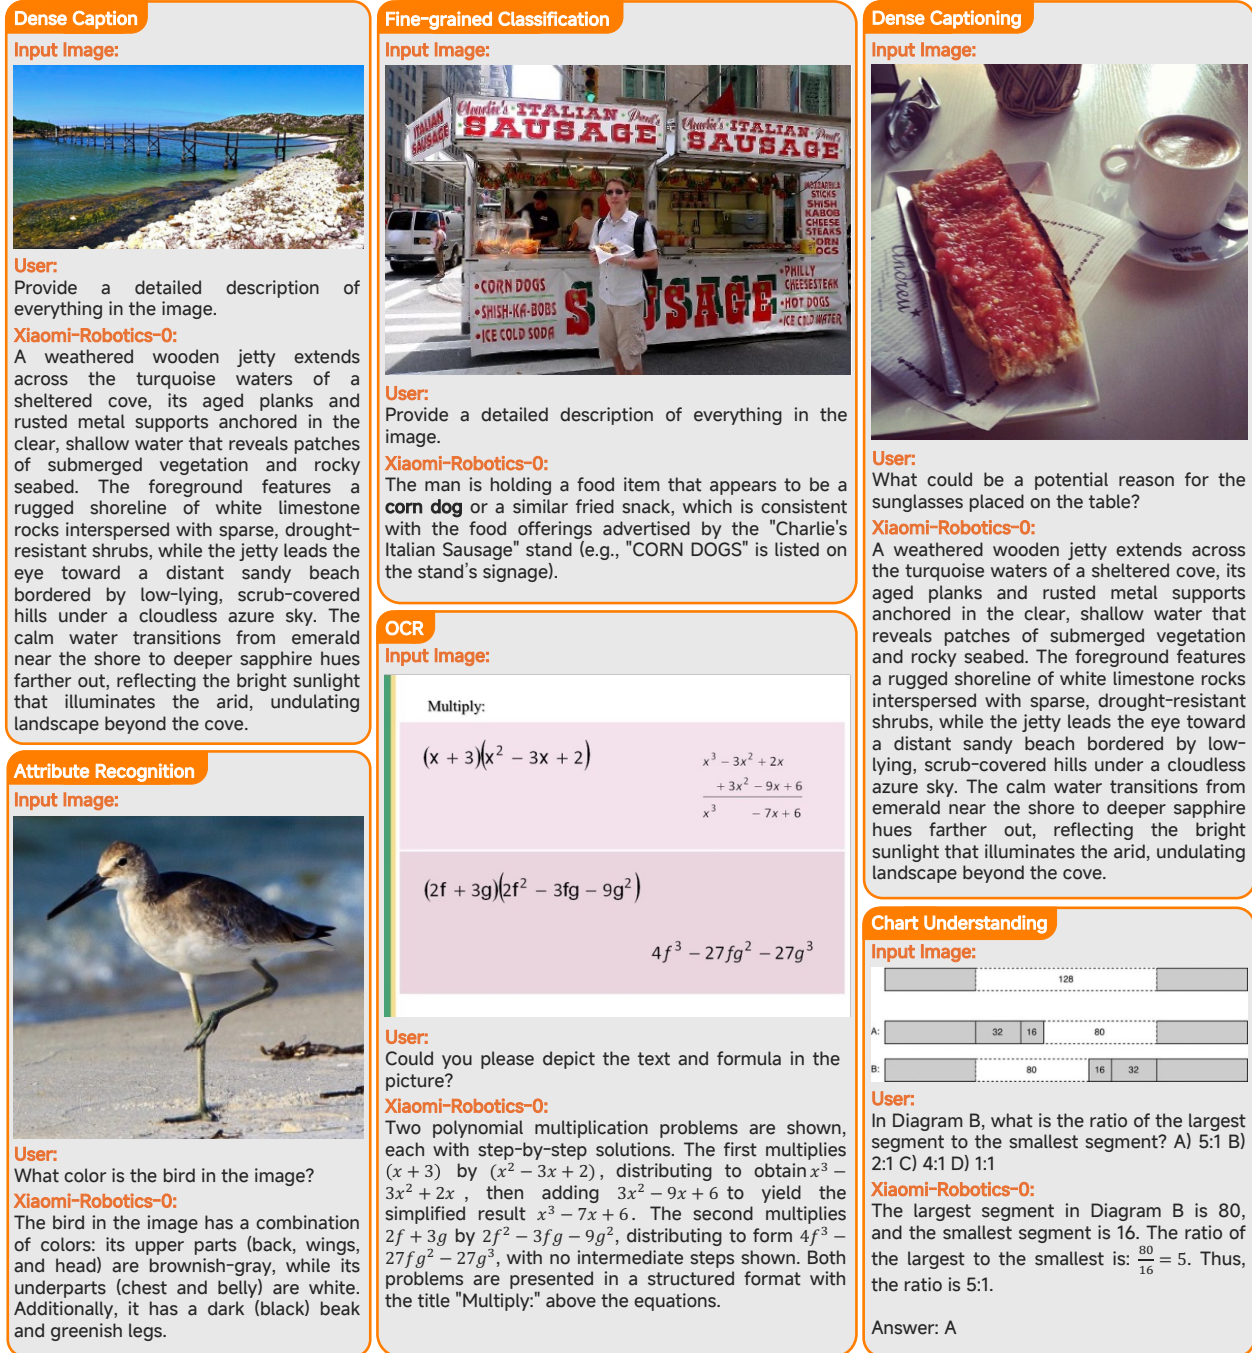 Dense Caption
Input Image:
User:
Provide a detailed description of
everything in the image.
Xiaomi-Robotics-0:
A weathered wooden jetty extends
across the turquoise waters of a
sheltered cove, its aged planks and
rusted metal supports anchored in the
clear, shallow water that reveals patches
of submerged vegetation and rocky
seabed. The foreground features a
rugged shoreline of white limestone
rocks interspersed with sparse, drought-
resistant shrubs, while the jetty leads the
eye toward a distant sandy beach
bordered by low-lying, scrub-covered
hills under a cloudless azure sky. The
calm water transitions from emerald
near the shore to deeper sapphire hues
farther out, reflecting the bright sunlight
that illuminates the arid, undulating
landscape beyond the cove.
Attribute Recognition
Input Image:
User:
What color is the bird in the image?
Xiaomi-Robotics-0:
The bird in the image has a combination
of colors: its upper parts (back, wings,
and head) are brownish-gray, while its
underparts (chest and belly) are white.
Additionally, it has a dark (black) beak
and greenish legs.
Fine-grained Classification
Input Image:
ITALIAN
SAUSAGE
Charlie's ITALIAN
SAUSAGE
Charlie's ITALIAN
SAUSAGE
MOZZARELLA
STICKS
SHISH
KABOB
CHEESE
STEAKS
CORN
DOGS
•CORN DOGS
•SHISH-KA-BOBS
•ICE COLD SODA
S USAGE
•PHILLY
CHEESESTEAK
•HOT DOGS
•ICE COLD WATER
User:
Provide a detailed description of everything in the
image.
Xiaomi-Robotics-0:
The man is holding a food item that appears to be a
corn dog or a similar fried snack, which is consistent
with the food offerings advertised by the "Charlie's
Italian Sausage" stand (e.g., "CORN DOGS" is listed on
the stand's signage).
OCR
Input Image:
Multiply:
(x + 3)(x² − 3x + 2)
x³ − 3x² + 2x
+ 3x² − 9x + 6
x³ − 7x + 6
(2f + 3g)(2f² − 3fg − 9g²)
4f³ − 27fg² − 27g³
User:
Could you please depict the text and formula in the
picture?
Xiaomi-Robotics-0:
Two polynomial multiplication problems are shown,
each with step-by-step solutions. The first multiplies
(x + 3) by (x² − 3x + 2), distributing to obtain x³ −
3x² + 2x , then adding 3x² − 9x + 6 to yield the
simplified result x³ − 7x + 6. The second multiplies
2f + 3g by 2f² − 3fg − 9g², distributing to form 4f³ −
27fg² − 27g³, with no intermediate steps shown. Both
problems are presented in a structured format with
the title "Multiply:" above the equations.
Dense Captioning
Input Image:
User:
What could be a potential reason for the
sunglasses placed on the table?
Xiaomi-Robotics-0:
A weathered wooden jetty extends across
the turquoise waters of a sheltered cove, its
aged planks and rusted metal supports
anchored in the clear, shallow water that
reveals patches of submerged vegetation
and rocky seabed. The foreground features
a rugged shoreline of white limestone rocks
interspersed with sparse, drought-resistant
shrubs, while the jetty leads the eye toward
a distant sandy beach bordered by low-
lying, scrub-covered hills under a cloudless
azure sky. The calm water transitions from
emerald near the shore to deeper sapphire
hues farther out, reflecting the bright
sunlight that illuminates the arid, undulating
landscape beyond the cove.
Chart Understanding
Input Image:
128
A: 32 16 80
B: 80 16 32
User:
In Diagram B, what is the ratio of the largest
segment to the smallest segment? A) 5:1 B)
2:1 C) 4:1 D) 1:1
Xiaomi-Robotics-0:
The largest segment in Diagram B is 80,
and the smallest segment is 16. The ratio of
the largest to the smallest is: 80/16 = 5. Thus,
the ratio is 5:1.
Answer: A